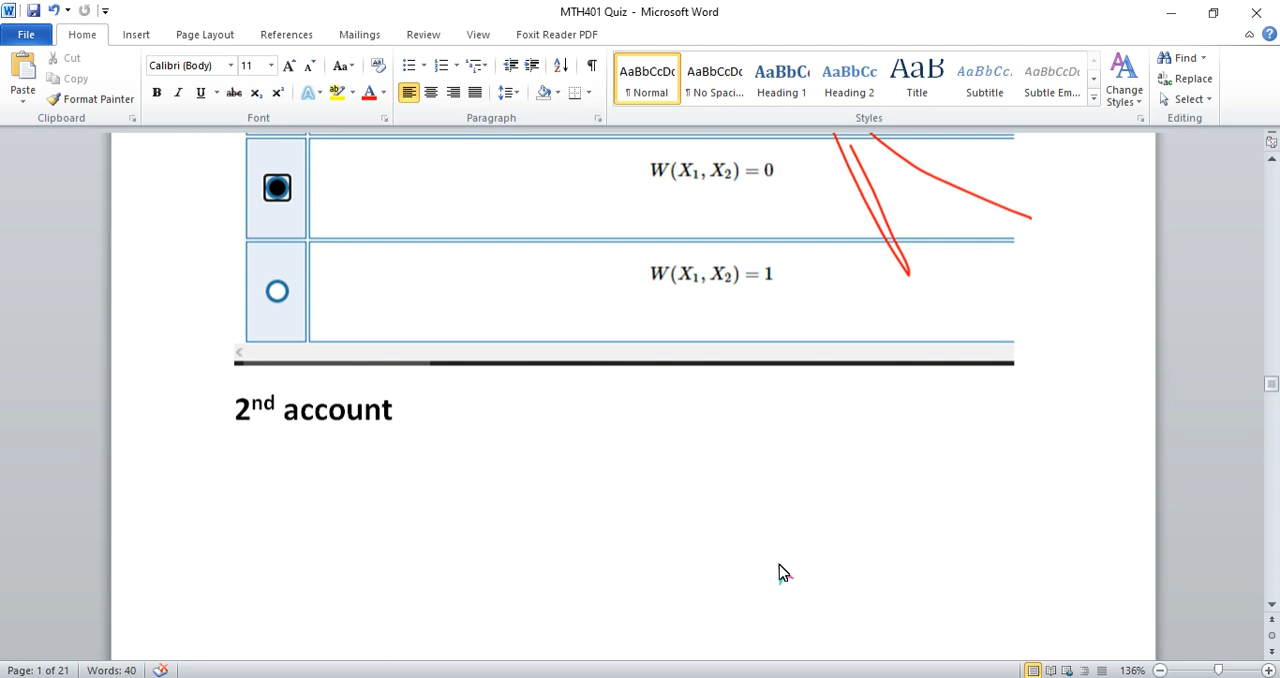 MTH401 Quiz - Microsoft Word
File Home Insert Page Layout References Mailings Review View Foxit Reader PDF
Paste
Cut
Copy
Format Painter
Clipboard
Calibri (Body) 11
Font
Paragraph
AaBbCcDc ¶ Normal
AaBbCcDc ¶ No Spaci...
AaBbCc Heading 1
AaBbCc Heading 2
AaB Title
AaBbCc. Subtitle
AaBbCcDc Subtle Em...
Change Styles
Styles
Find
Replace
Select
Editing
W(X₁, X₂) = 0
W(X₁, X₂) = 1
2nd account
Page: 1 of 21 Words: 40 136%